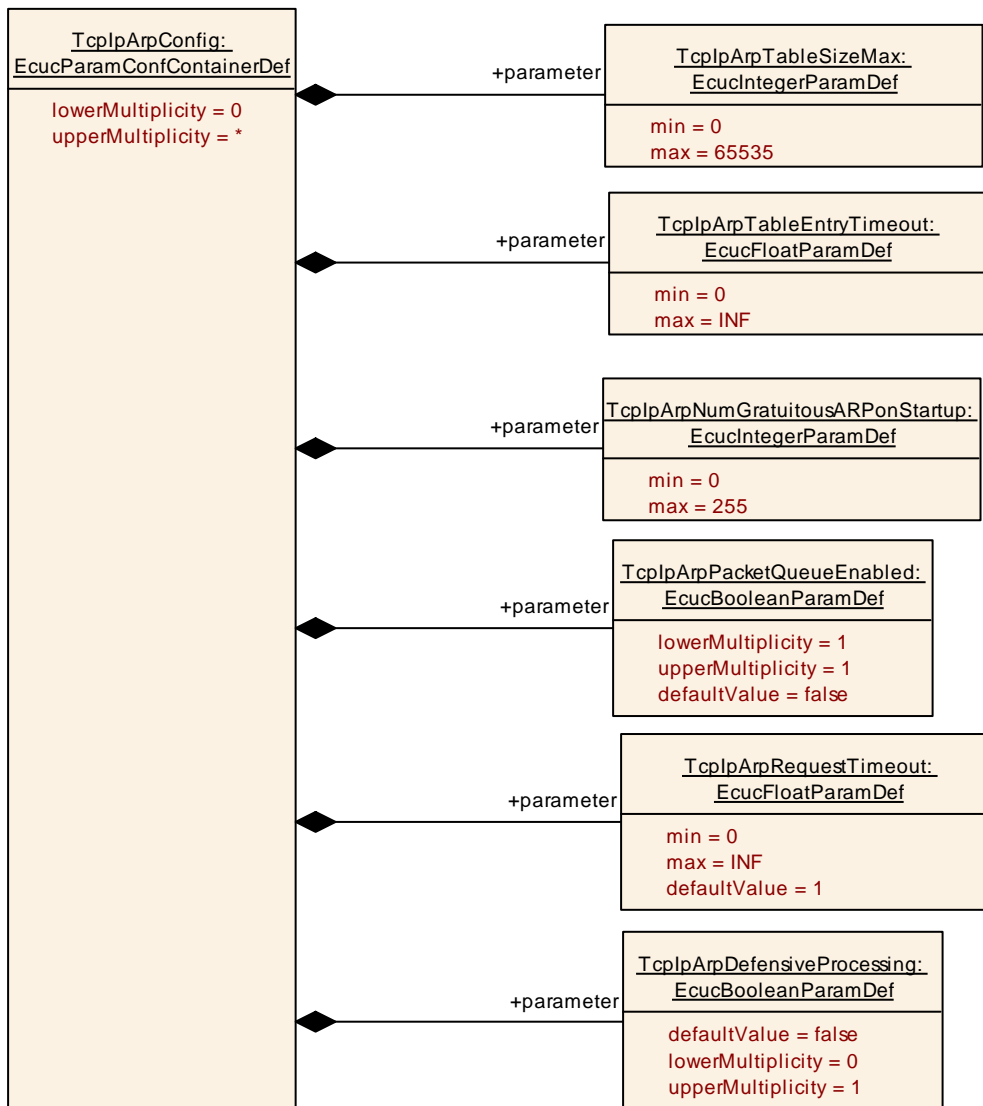 TcpIpArpConfig:
EcucParamConfContainerDef
lowerMultiplicity = 0
upperMultiplicity = *
+parameter
TcpIpArpTableSizeMax:
EcucIntegerParamDef
min = 0
max = 65535
+parameter
TcpIpArpTableEntryTimeout:
EcucFloatParamDef
min = 0
max = INF
+parameter
TcpIpArpNumGratuitousARPonStartup:
EcucIntegerParamDef
min = 0
max = 255
+parameter
TcpIpArpPacketQueueEnabled:
EcucBooleanParamDef
lowerMultiplicity = 1
upperMultiplicity = 1
defaultValue = false
+parameter
TcpIpArpRequestTimeout:
EcucFloatParamDef
min = 0
max = INF
defaultValue = 1
+parameter
TcpIpArpDefensiveProcessing:
EcucBooleanParamDef
defaultValue = false
lowerMultiplicity = 0
upperMultiplicity = 1